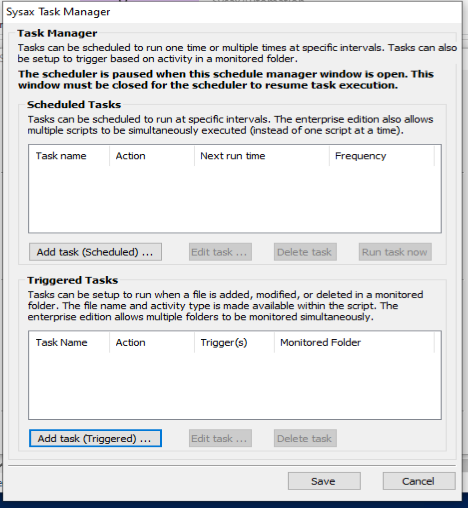 Sysax Task Manager
Task Manager
Tasks can be scheduled to run one time or multiple times at specific intervals. Tasks can also
be setup to trigger based on activity in a monitored folder.
The scheduler is paused when this schedule manager window is open. This
window must be closed for the scheduler to resume task execution.
Scheduled Tasks
Tasks can be scheduled to run at specific intervals. The enterprise edition also allows
multiple scripts to be simultaneously executed (instead of one script at a time).
Task name Action Next run time Frequency
Add task (Scheduled) ... Edit task ... Delete task Run task now
Triggered Tasks
Tasks can be setup to run when a file is added, modified, or deleted in a monitored
folder. The file name and activity type is made available within the script. The
enterprise edition allows multiple folders to be monitored simultaneously.
Task Name Action Trigger(s) Monitored Folder
Add task (Triggered) ... Edit task ... Delete task
Save Cancel